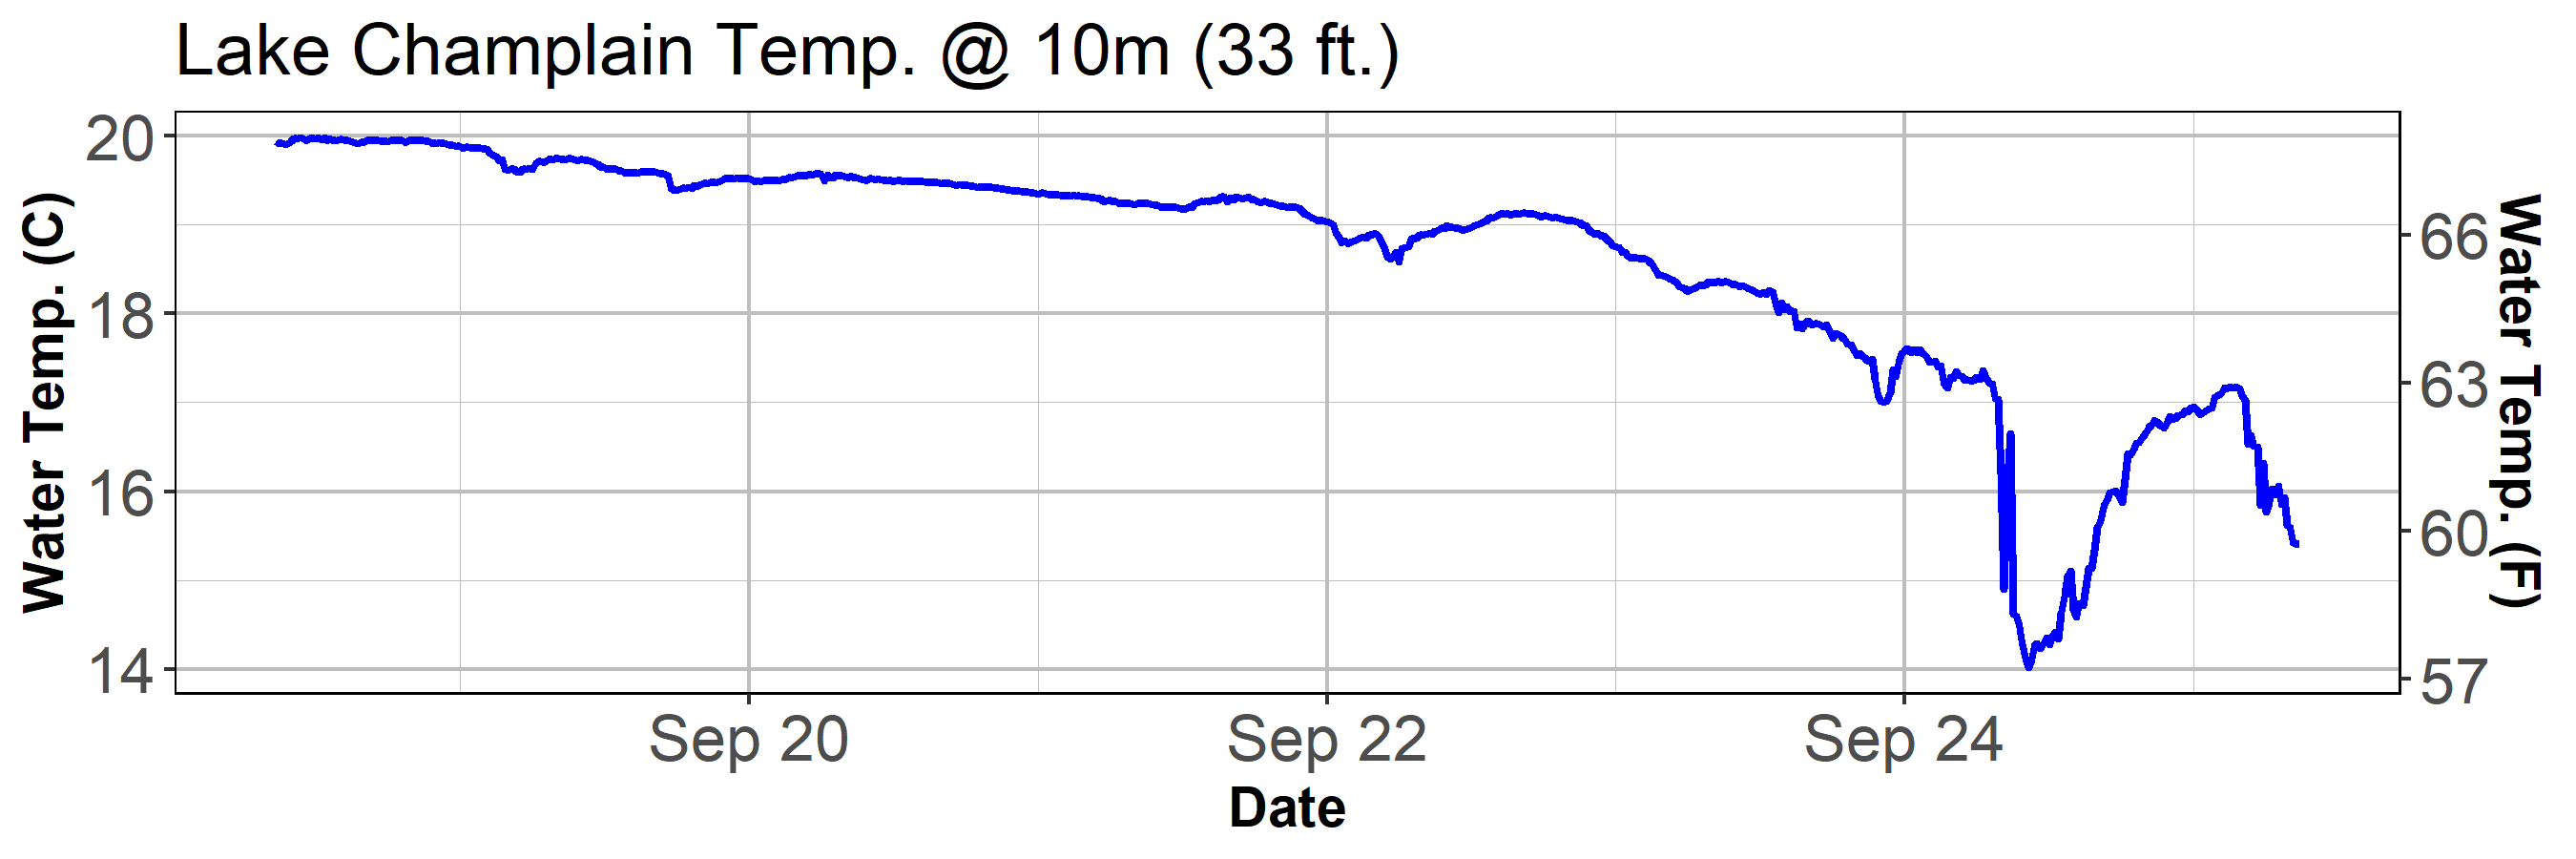 Lake Champlain Temp. @ 10m (33 ft.)
Water Temp. (C)
20
18
16
14
66
63
60
57
Water Temp. (F)
Sep 20
Sep 22
Sep 24
Date